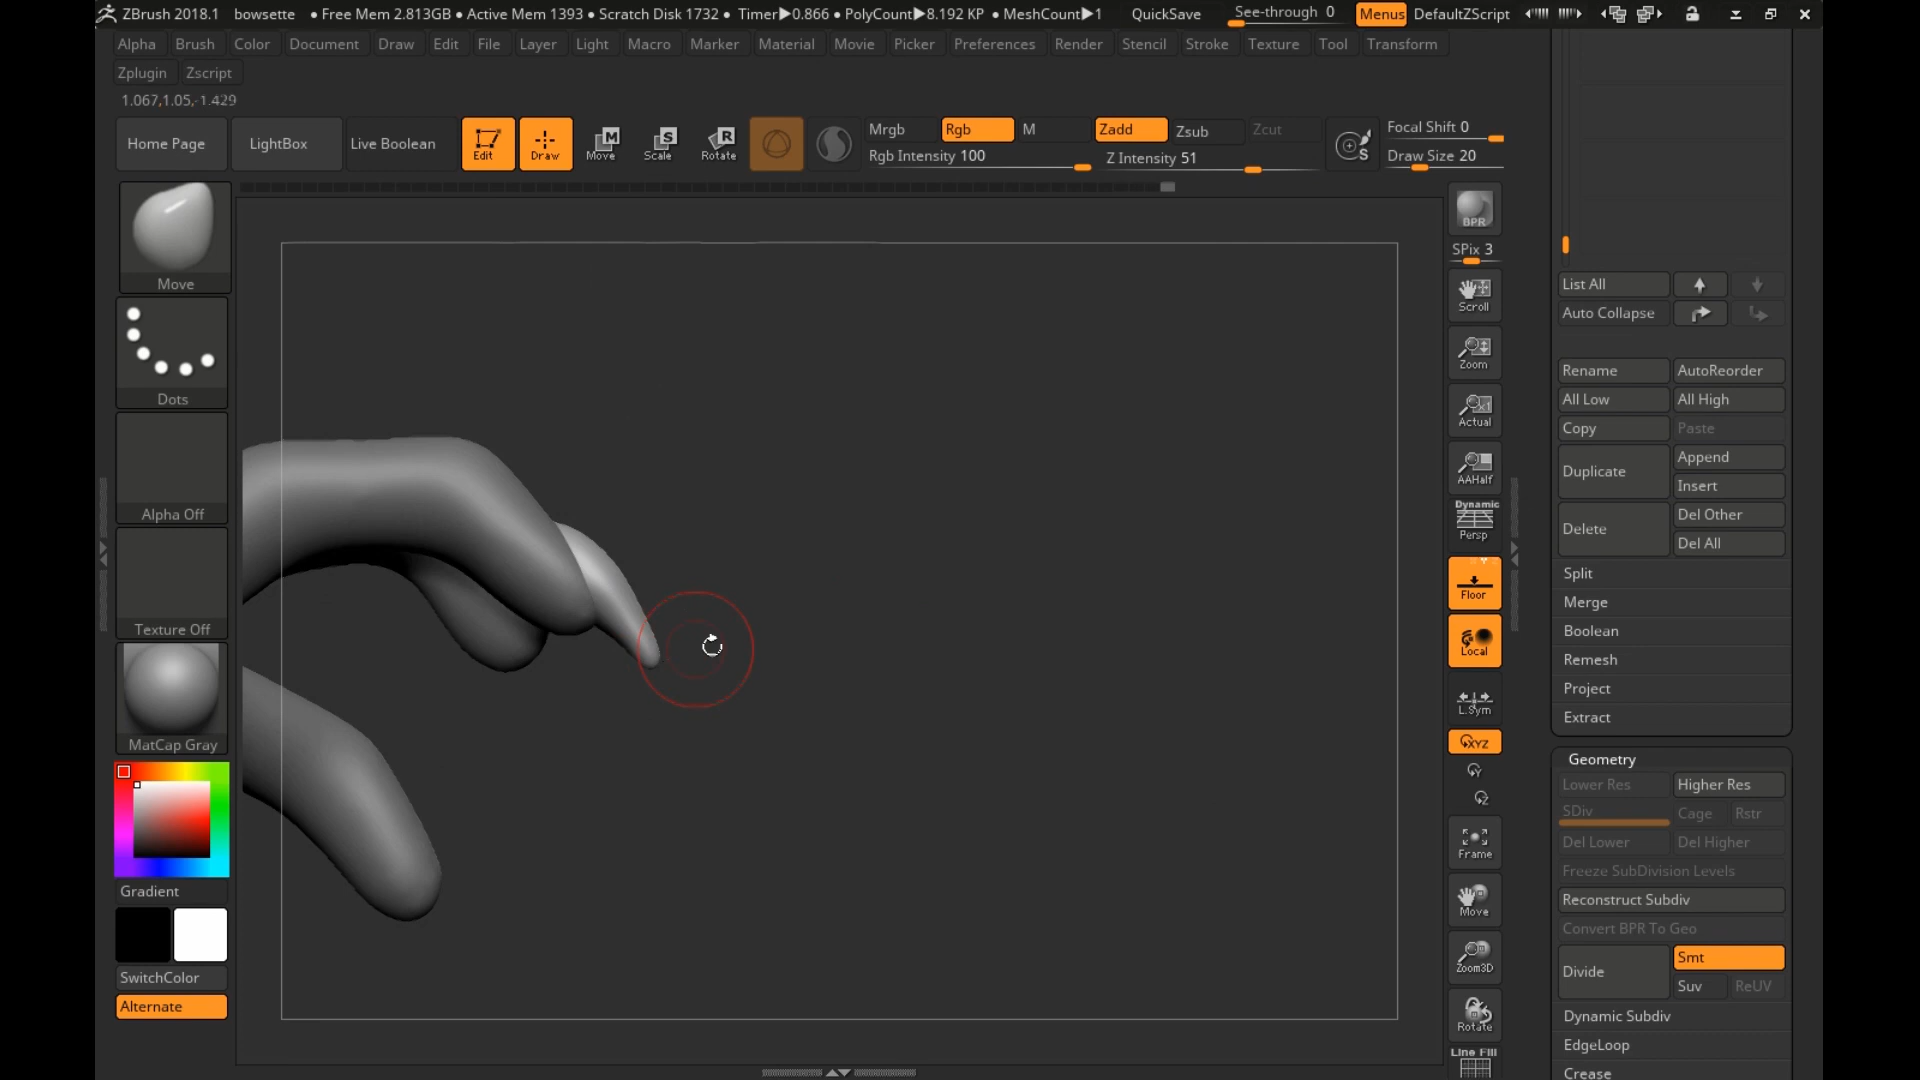 ZBrush 2018.1 bowsette • Free Mem 2.813GB • Active Mem 1393 • Scratch Disk 1732 • Timer▶0.866 • PolyCount▶8.192 KP • MeshCount▶1 QuickSave See-through 0 Menus DefaultZScript
Alpha Brush Color Document Draw Edit File Layer Light Macro Marker Material Movie Picker Preferences Render Stencil Stroke Texture Tool Transform
Zplugin Zscript
1.067,1.05,-1.429
Home Page LightBox Live Boolean Edit Draw Move Scale Rotate
M S R
Mrgb Rgb M Zadd Zsub Zcut Focal Shift 0
Rgb Intensity 100 Z Intensity 51 S Draw Size 20
Move
Dots
Alpha Off
Texture Off
MatCap Gray
Gradient
SwitchColor
Alternate
BPR
SPix 3
Scroll
Zoom
Actual
AAHalf
Dynamic
Persp
Floor
Local
L.Sym
XYZ
Y
Z
Frame
Move
Zoom3D
Rotate
Line Fill
List All
Auto Collapse
Rename AutoReorder
All Low All High
Copy Paste
Duplicate Append
Insert
Delete Del Other
Del All
Split
Merge
Boolean
Remesh
Project
Extract
Geometry
Lower Res Higher Res
SDiv Cage Rstr
Del Lower Del Higher
Freeze SubDivision Levels
Reconstruct Subdiv
Convert BPR To Geo
Divide Smt
Suv ReUV
Dynamic Subdiv
EdgeLoop
Crease